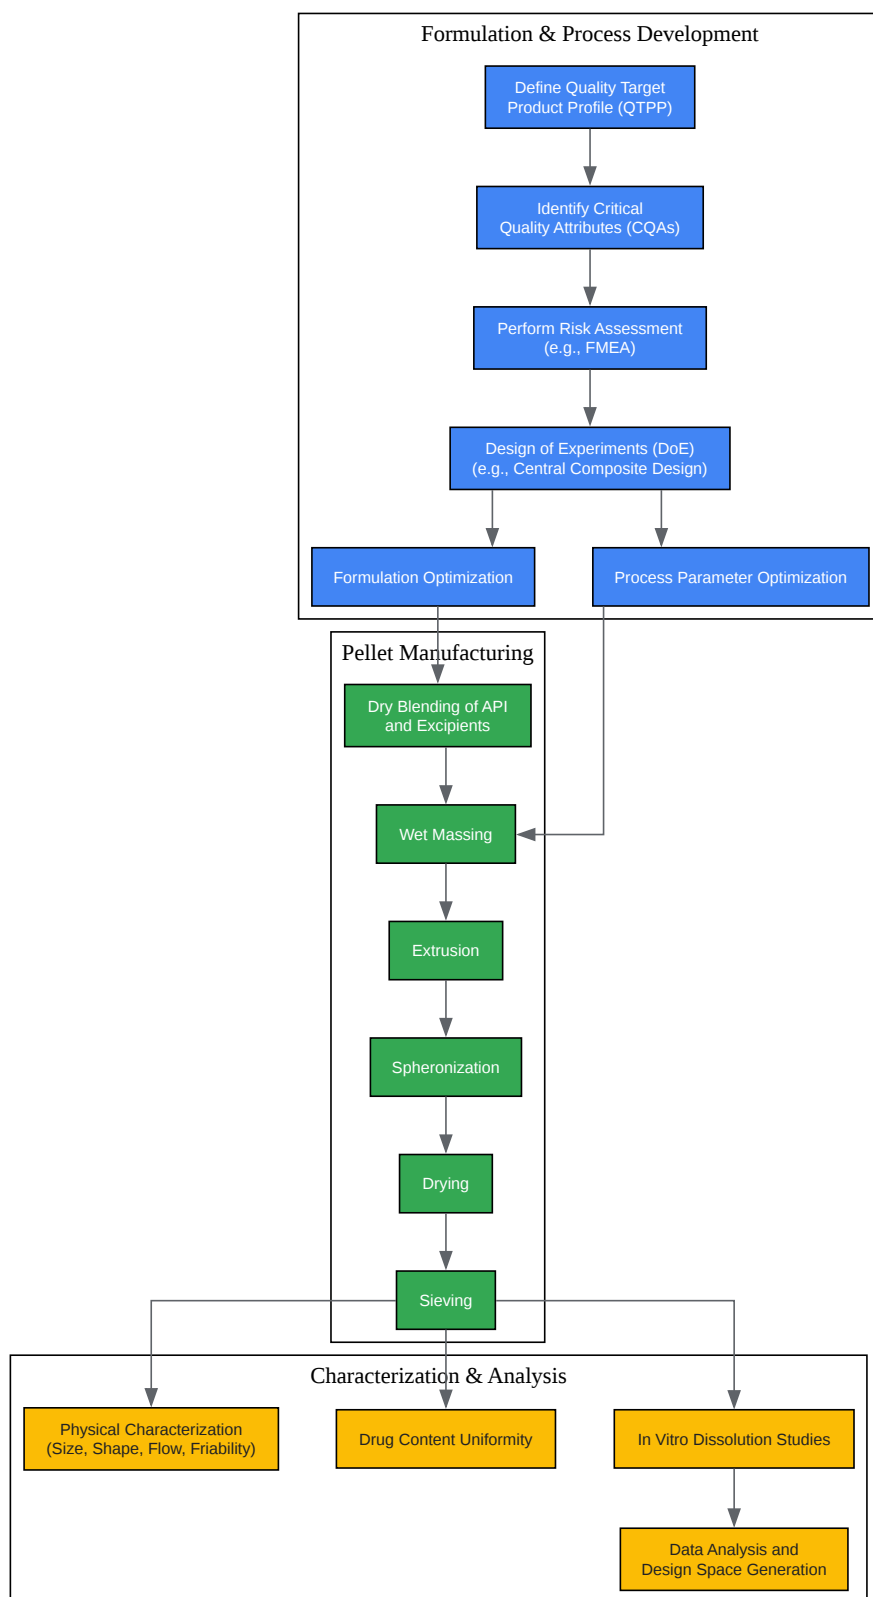 Formulation & Process Development
Define Quality Target
Product Profile (QTPP)
Identify Critical
Quality Attributes (CQAs)
Perform Risk Assessment
(e.g., FMEA)
Design of Experiments (DoE)
(e.g., Central Composite Design)
Formulation Optimization
Process Parameter Optimization
Pellet Manufacturing
Dry Blending of API
and Excipients
Wet Massing
Extrusion
Spheronization
Drying
Sieving
Characterization & Analysis
Physical Characterization
(Size, Shape, Flow, Friability)
Drug Content Uniformity
In Vitro Dissolution Studies
Data Analysis and
Design Space Generation